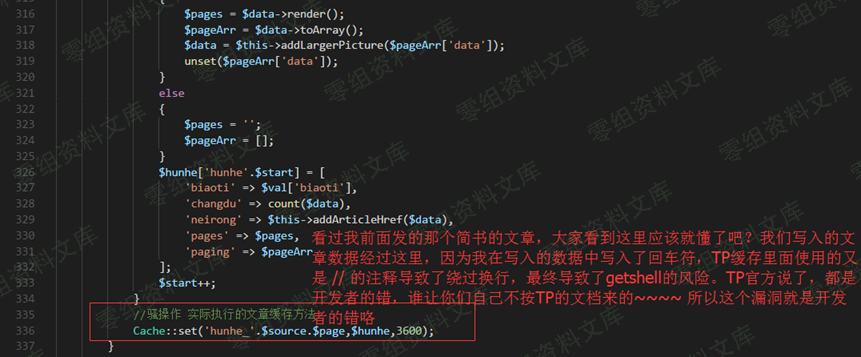 316 $pages = $data->render();
317 $pageArr = $data->toArray();
318 $data = $this->addLargerPicture($pageArr['data']);
319 unset($pageArr['data']);
320 }
321 else
322 {
323 $pages = '';
324 $pageArr = [];
325 }
326 $hunhe['hunhe'.$start] = [
327 'biaoti' => $val['biaoti'],
328 'changdu' => count($data),
329 'neirong' => $this->addArticleHref($data),
330 'pages' => $pages,
331 'paging' => $pageArr
332 ];
333 $start++;
334 }
335 //骚操作 实际执行的文章缓存方法
336 Cache::set('hunhe_'.$source.$page,$hunhe,3600);
337 }
看过我前面发的那个简书的文章，大家看到这里应该就懂了吧？我们写入的文
章数据经过这里，因为我在写入的数据中写入了回车符，TP缓存里面使用的又
是 // 的注释导致了绕过换行，最终导致了getshell的风险。TP官方说了，都是
开发者的错，谁让你们自己不按TP的文档来的~~~~ 所以这个漏洞就是开发
者的错咯
零组资料文库